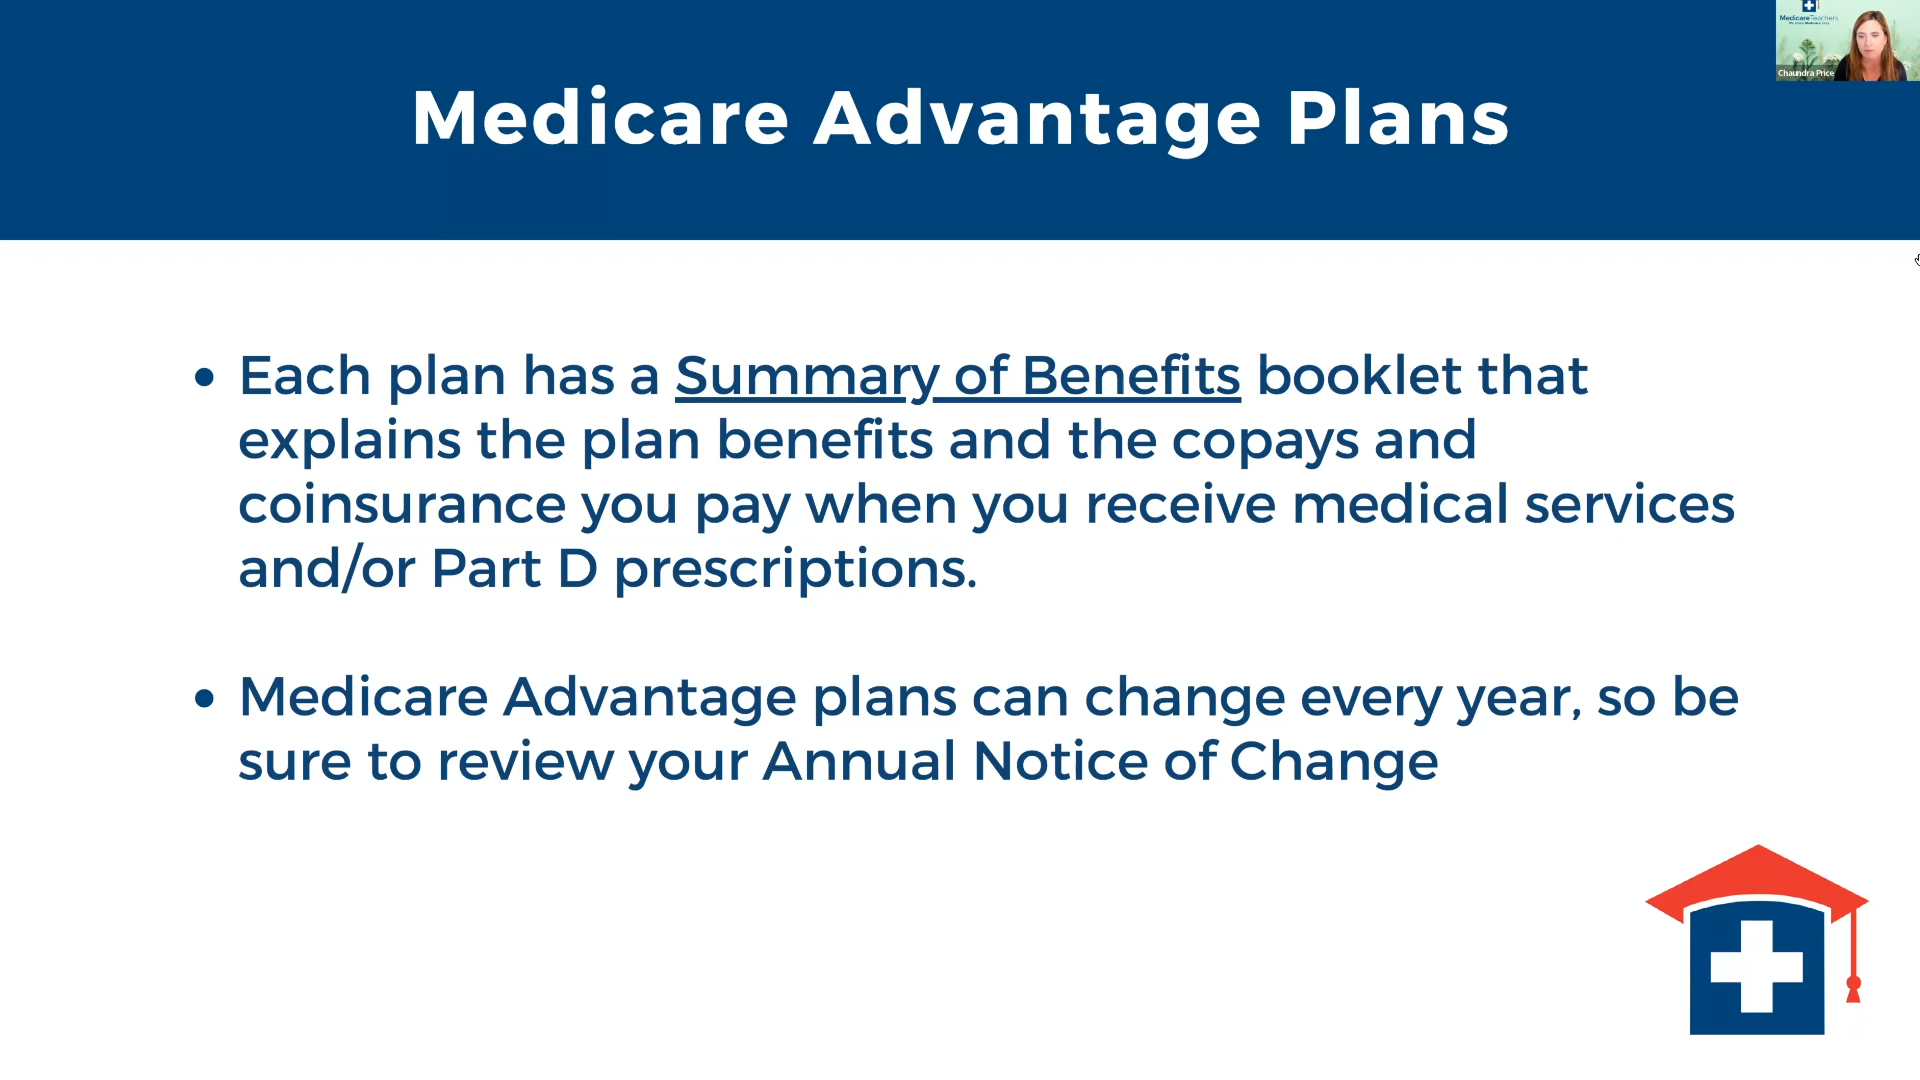 MedicareTeachers
Chaundra Price
Medicare Advantage Plans
• Each plan has a Summary of Benefits booklet that
explains the plan benefits and the copays and
coinsurance you pay when you receive medical services
and/or Part D prescriptions.
• Medicare Advantage plans can change every year, so be
sure to review your Annual Notice of Change